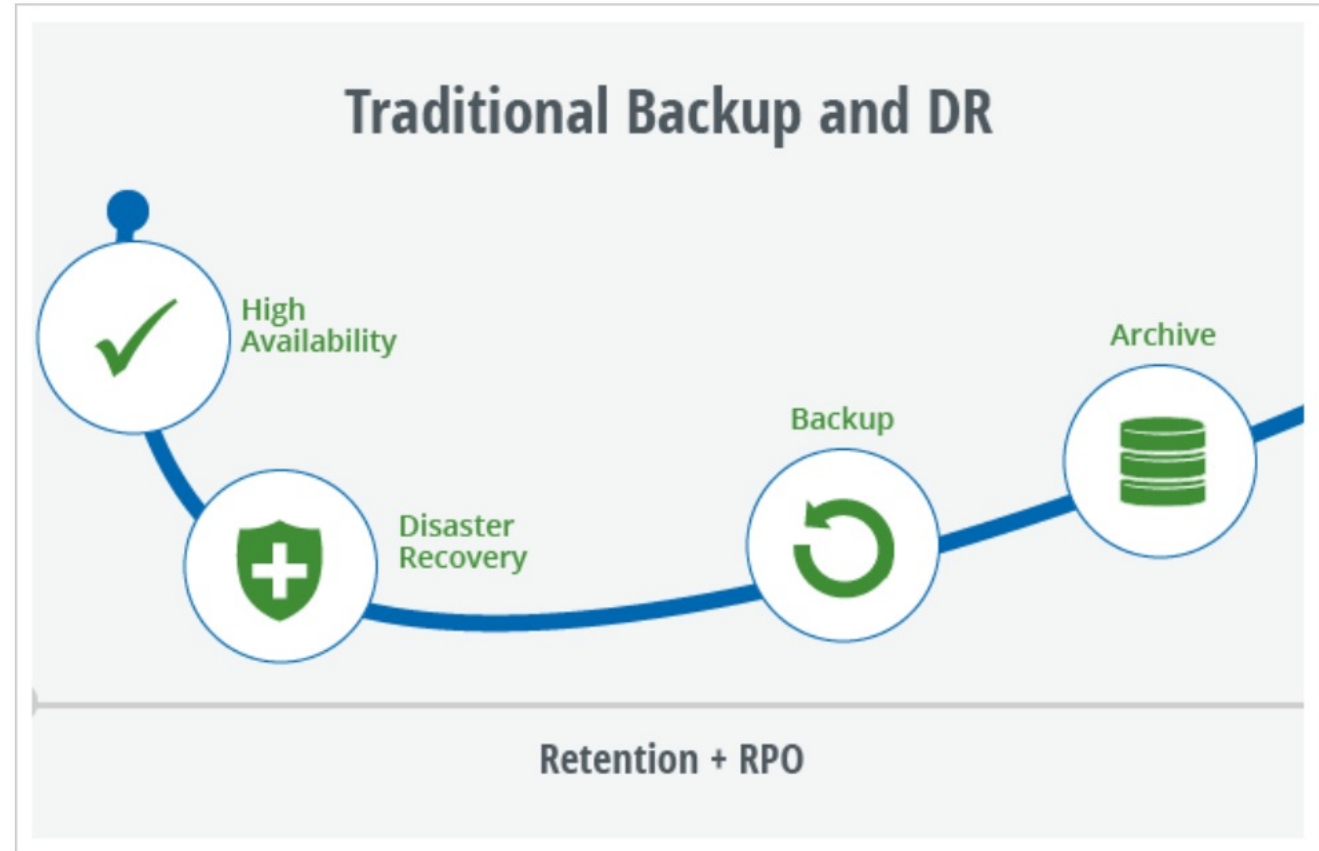 Traditional Backup and DR
High
Availability
Disaster
Recovery
Backup
Archive
Retention + RPO